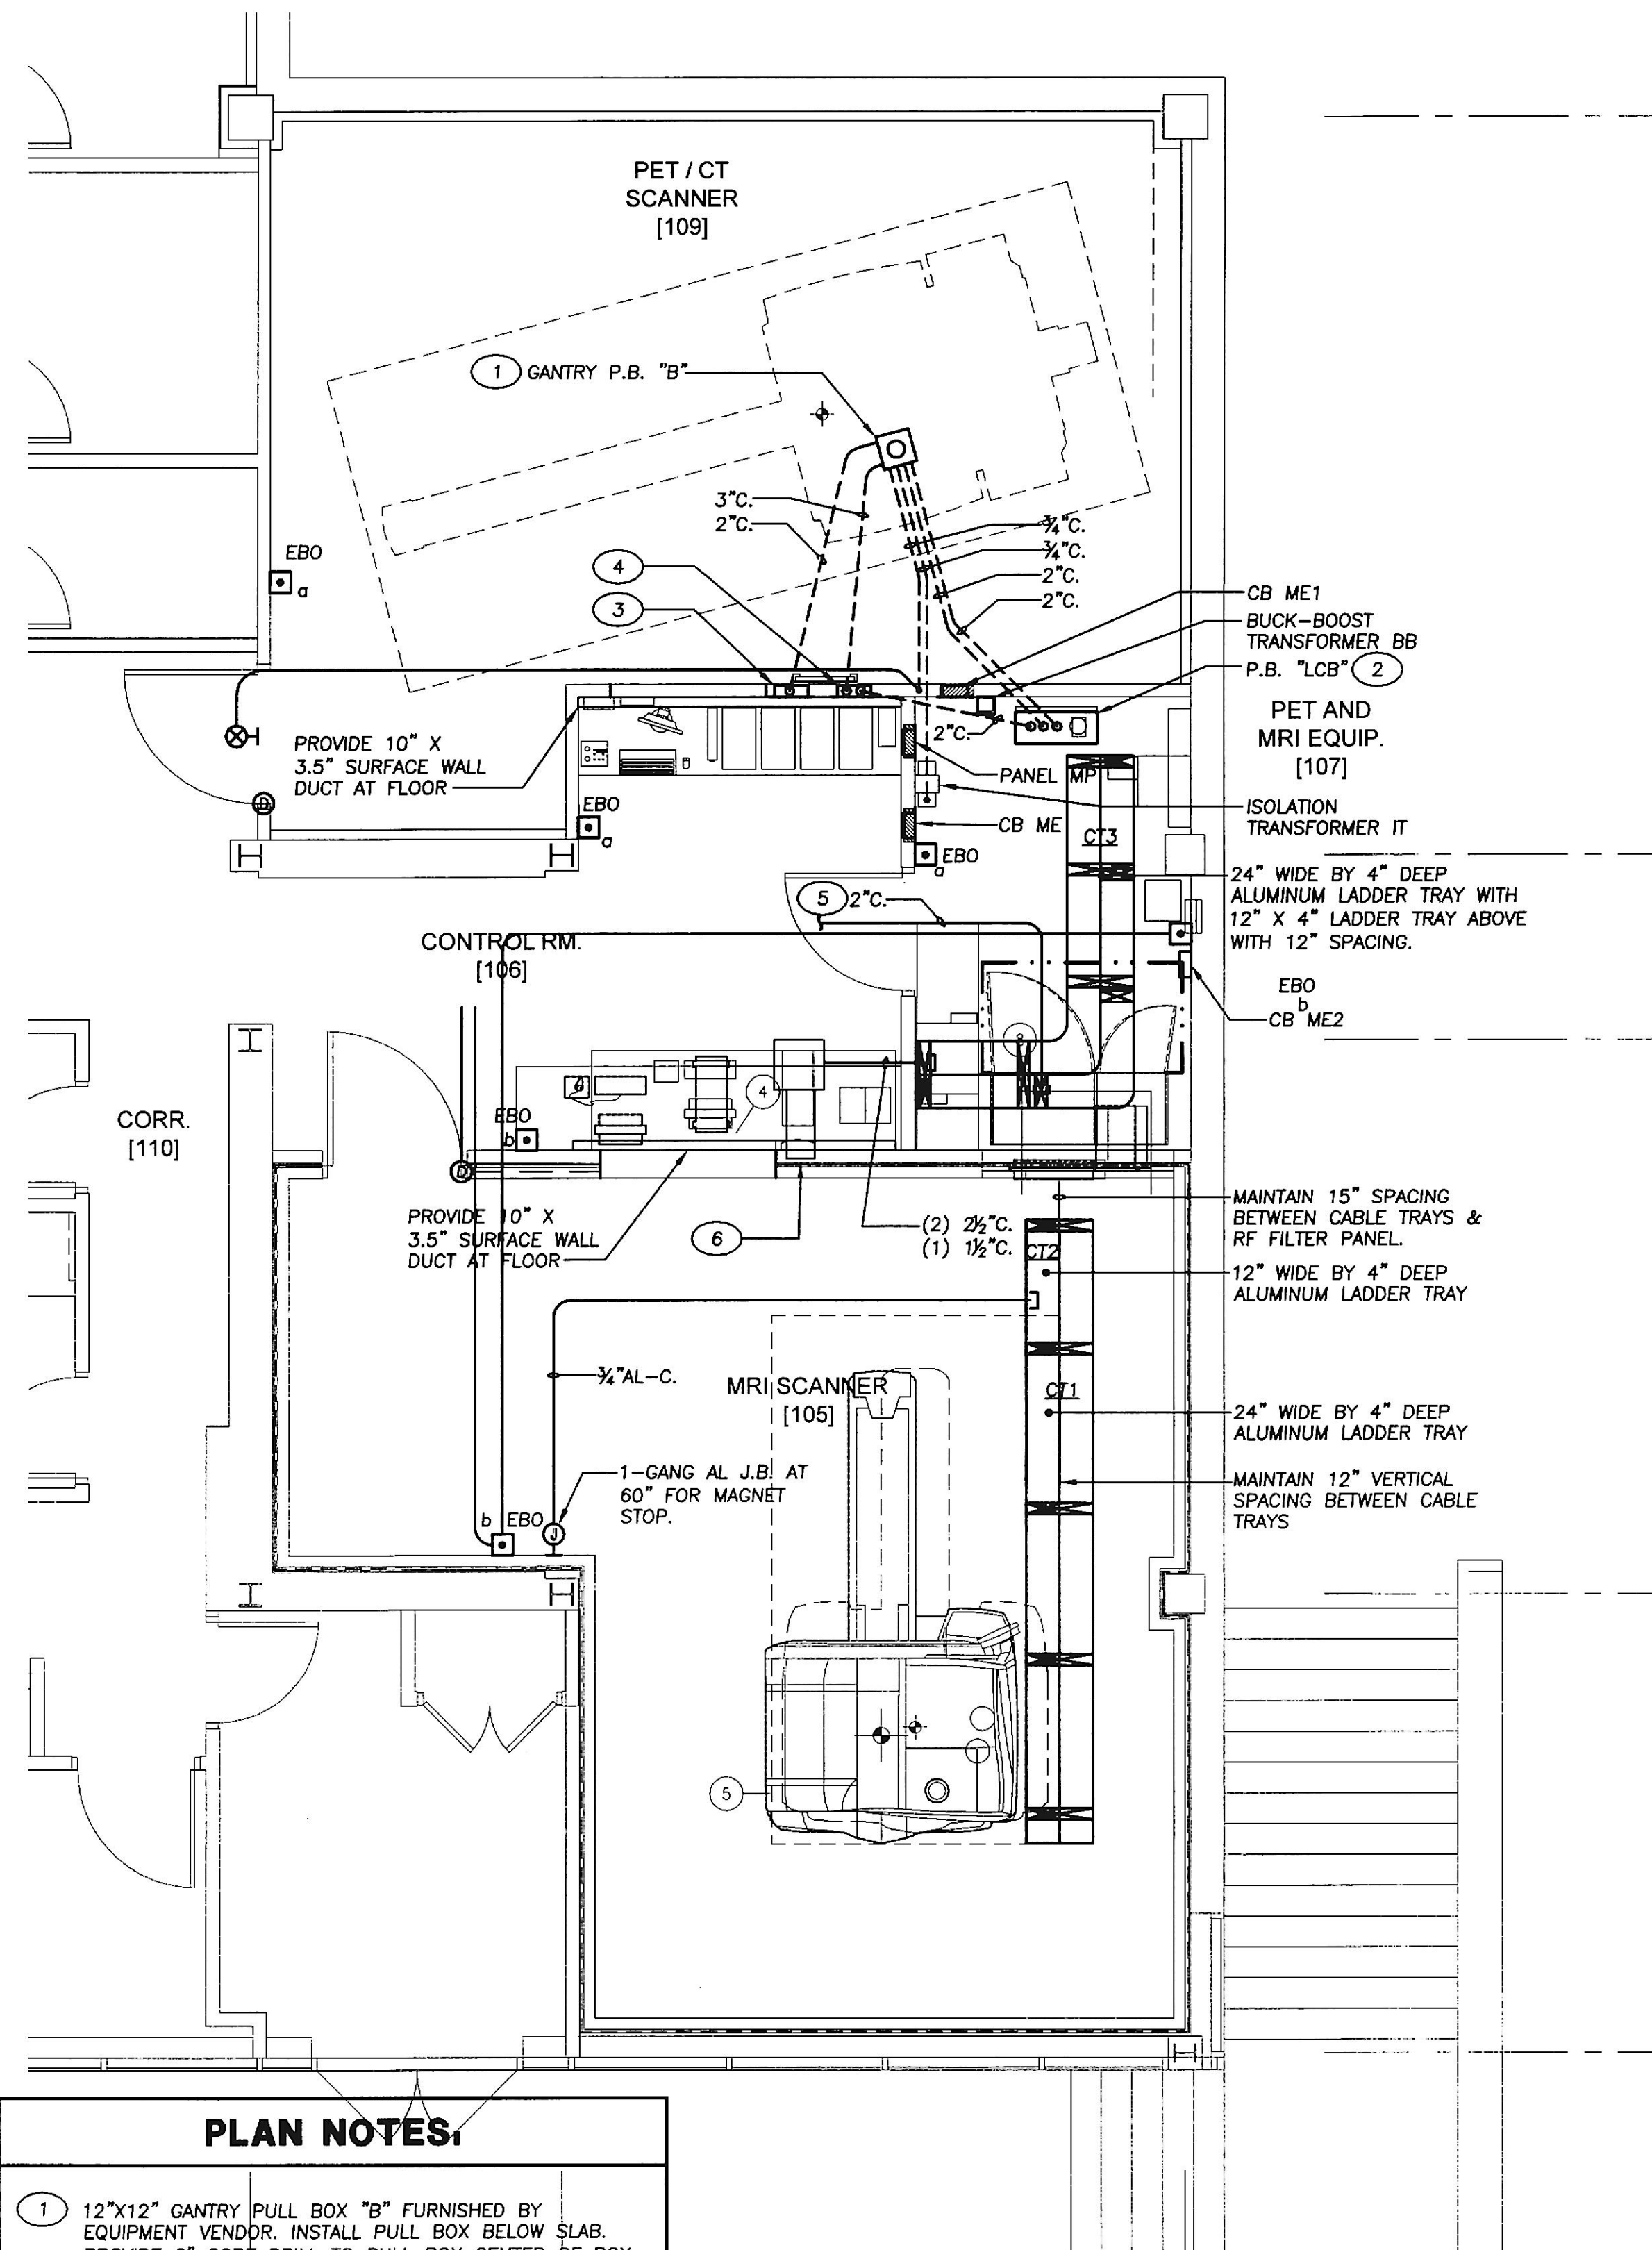 PET / CT
SCANNER
[109]
1 GANTRY P.B. "B"
3"C.
2"C.
¾"C.
¾"C.
2"C.
2"C.
EBO
a
4
3
CB ME1
BUCK-BOOST
TRANSFORMER BB
P.B. "LCB" 2
PET AND
MRI EQUIP.
[107]
PROVIDE 10" X
3.5" SURFACE WALL
DUCT AT FLOOR
2"C.
PANEL MP
ISOLATION
TRANSFORMER IT
D
EBO
a
CB ME
CT3
EBO
a
24" WIDE BY 4" DEEP
ALUMINUM LADDER TRAY WITH
12" X 4" LADDER TRAY ABOVE
WITH 12" SPACING.
5 2"C.
CONTROL RM.
[106]
EBO
b
CB ME2
CORR.
[110]
4
EBO
b
D
PROVIDE 10" X
3.5" SURFACE WALL
DUCT AT FLOOR
6
(2) 2½"C.
(1) 1½"C.
MAINTAIN 15" SPACING
BETWEEN CABLE TRAYS &
RF FILTER PANEL.
CT2
12" WIDE BY 4" DEEP
ALUMINUM LADDER TRAY
¾"AL-C.
MRI SCANNER
[105]
CT1
24" WIDE BY 4" DEEP
ALUMINUM LADDER TRAY
1-GANG AL J.B. AT
60" FOR MAGNET
STOP.
MAINTAIN 12" VERTICAL
SPACING BETWEEN CABLE
TRAYS
b EBO J
5
PLAN NOTES:
1 12"X12" GANTRY PULL BOX "B" FURNISHED BY
EQUIPMENT VENDOR. INSTALL PULL BOX BELOW SLAB.